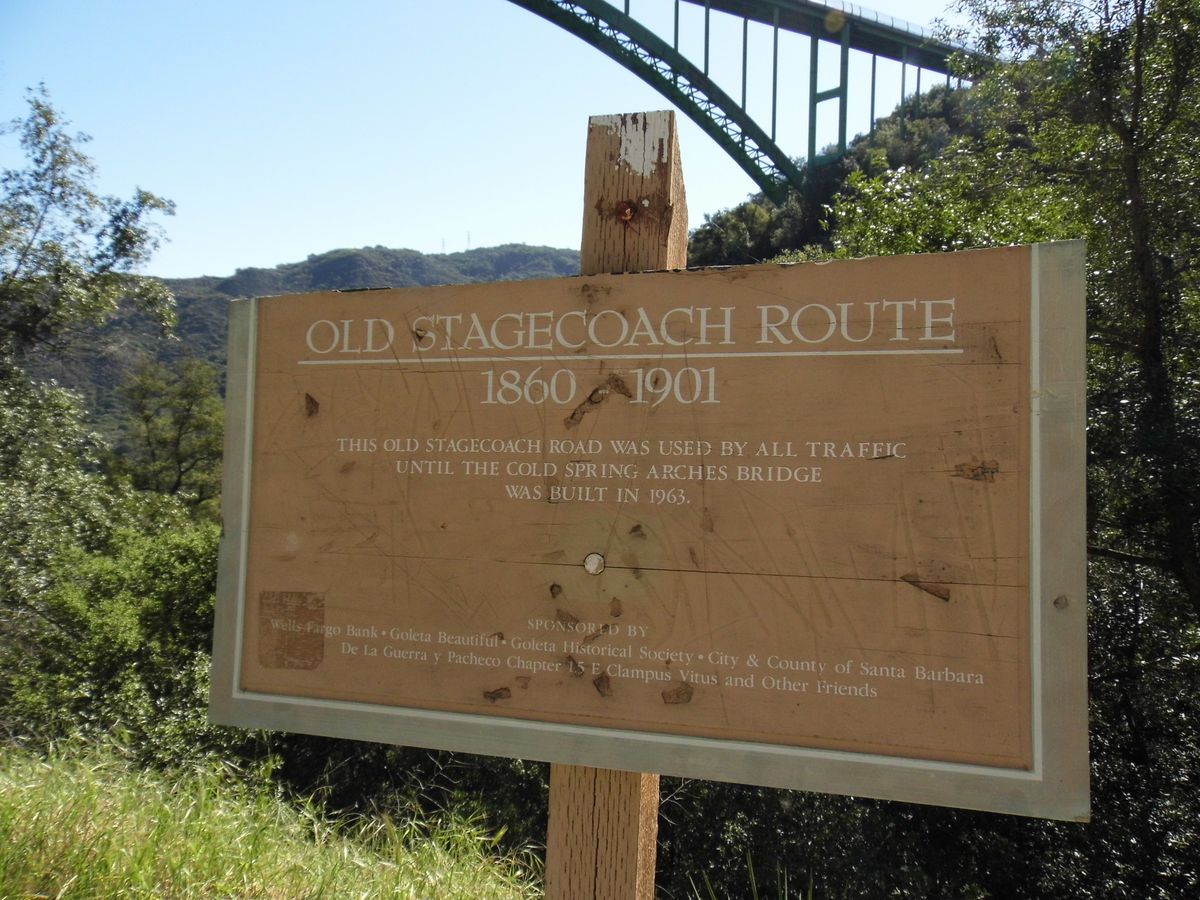 OLD STAGECOACH ROUTE
1860 1901
THIS OLD STAGECOACH ROAD WAS USED BY ALL TRAFFIC
UNTIL THE COLD SPRING ARCHES BRIDGE
WAS BUILT IN 1963.
SPONSORED BY
Wells Fargo Bank • Goleta Beautiful • Goleta Historical Society • City & County of Santa Barbara
De La Guerra y Pacheco Chapter 1.5 E Clampus Vitus and Other Friends